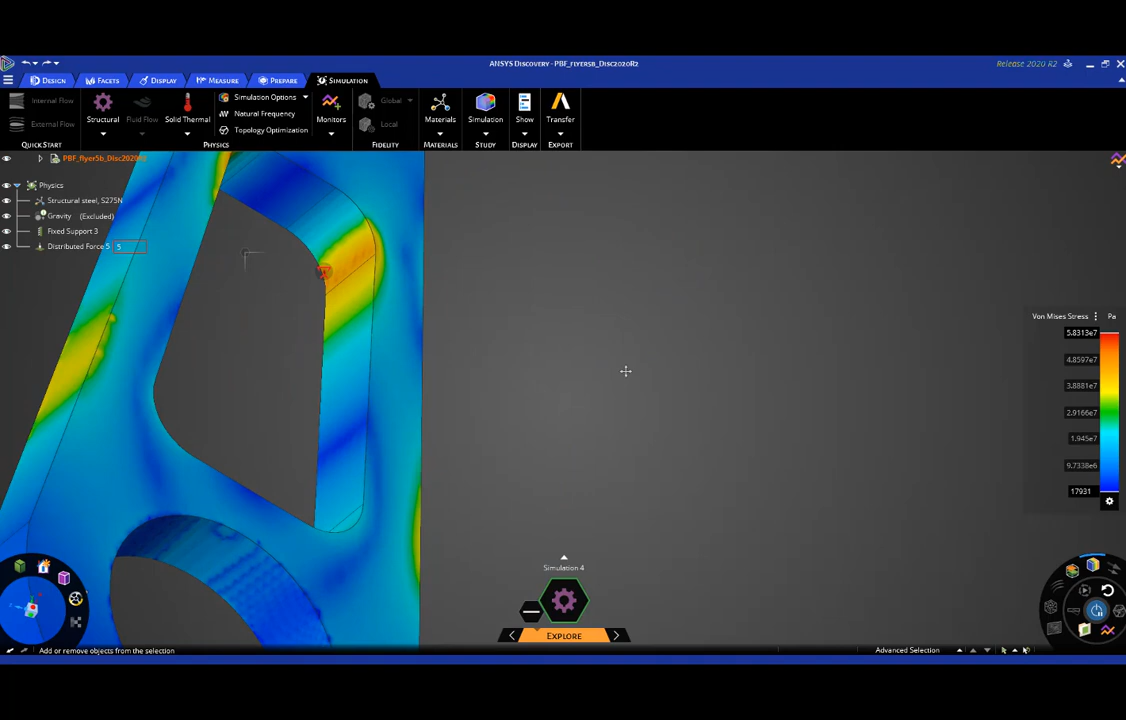 ANSYS DISCOVERY - PBF_FLYER5B_DISC2020R2
Release 2020 R2
DESIGN
FACETS
DISPLAY
MEASURE
PREPARE
SIMULATION
Internal Flow
External Flow
QUICK START
Structural
Fluid Flow
Solid Thermal
Simulation Options
Natural Frequency
Topology Optimization
PHYSICS
Monitors
Global
Local
FIDELITY
Materials
MATERIALS
Simulation
STUDY
Show
DISPLAY
Transfer
EXPORT
Physics
Structural steel, S275N
Gravity (Excluded)
Fixed Support 3
Distributed Force 5
5
Von Mises Stress
Pa
5.8313e7
4.8597e7
3.8881e7
2.9166e7
1.945e7
9.7338e6
17931
Simulation 4
EXPLORE
Add or remove objects from the selection
Advanced Selection